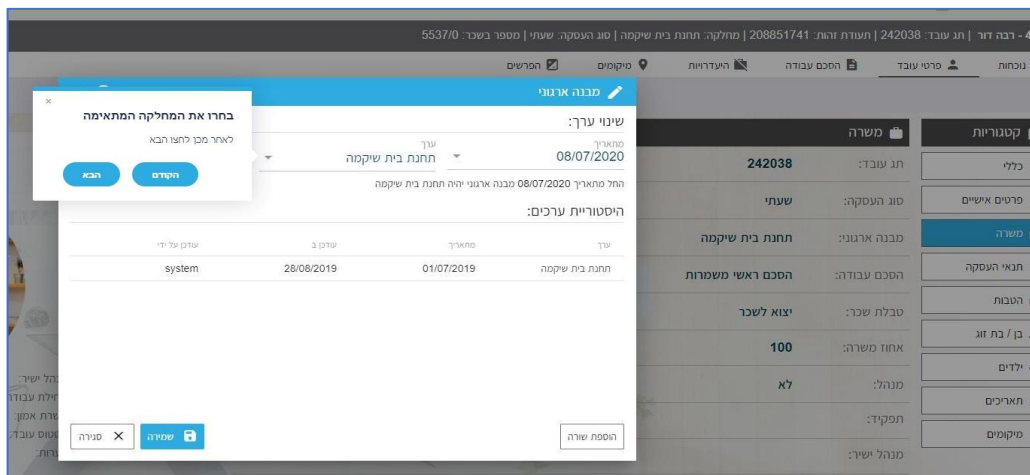 רבה דור | תג עובד: 242038 | תעודת זהות: 208851741 | מחלקה: תחנת בית שיקמה | סוג העסקה: שעתי | מספר בשכר: 5537/0
נוכחות
פרטי עובד
הסכם עבודה
היעדרויות
מיקומים
הפרשים
קטגוריות
כללי
פרטים אישיים
משרה
תנאי העסקה
הטבות
בן / בת זוג
ילדים
תאריכים
מיקומים
משרה
תג עובד: 242038
סוג העסקה: שעתי
מבנה ארגוני: תחנת בית שיקמה
הסכם עבודה: הסכם ראשי משמרות
טבלת שכר: יצוא לשכר
אחוז משרה: 100
מנהל: לא
תפקיד:
מנהל ישיר:
מבנה ארגוני
שינוי ערך:
מתאריך
08/07/2020
ערך
תחנת בית שיקמה
החל מתאריך 08/07/2020 מבנה ארגוני יהיה תחנת בית שיקמה
היסטוריית ערכים:
ערך מתאריך עודכן ב עודכן על ידי
תחנת בית שיקמה 01/07/2019 28/08/2019 system
הוספת שורה
שמירה
סגירה
בחרו את המחלקה המתאימה
לאחר מכן לחצו הבא
הקודם
הבא